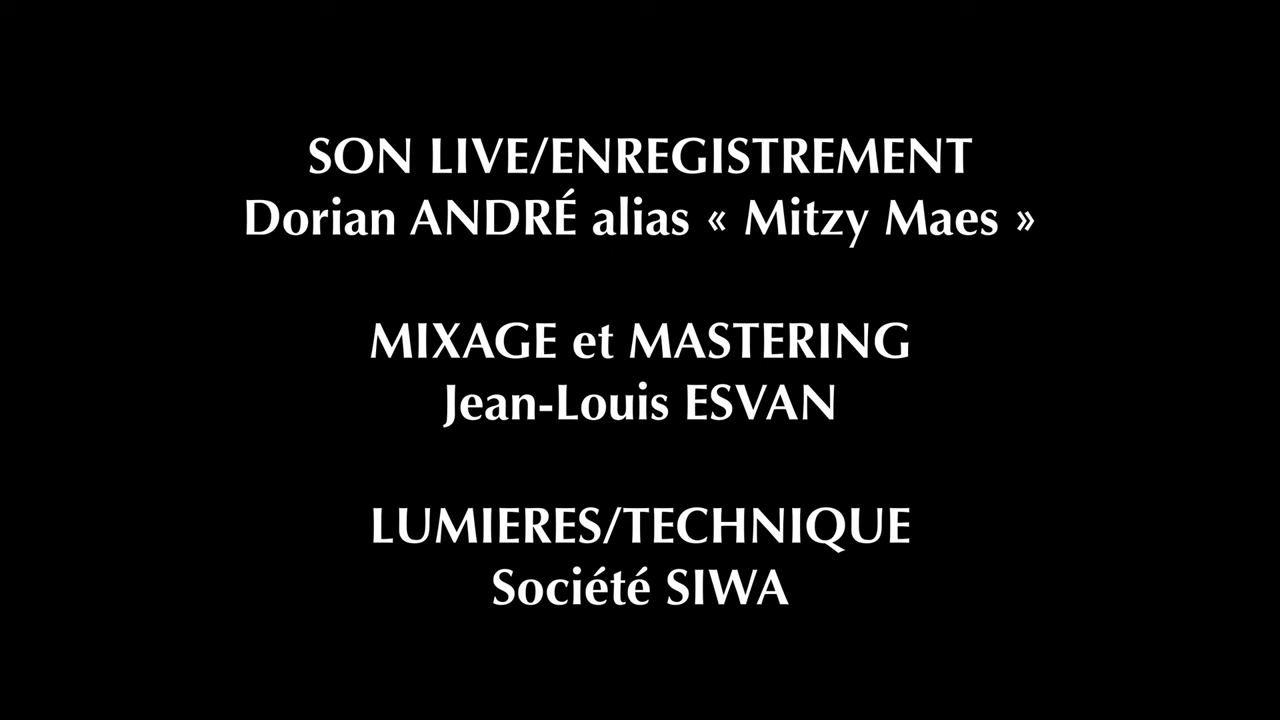 SON LIVE/ENREGISTREMENT
Dorian ANDRÉ alias « Mitzy Maes »
MIXAGE et MASTERING
Jean-Louis ESVAN
LUMIERES/TECHNIQUE
Société SIWA